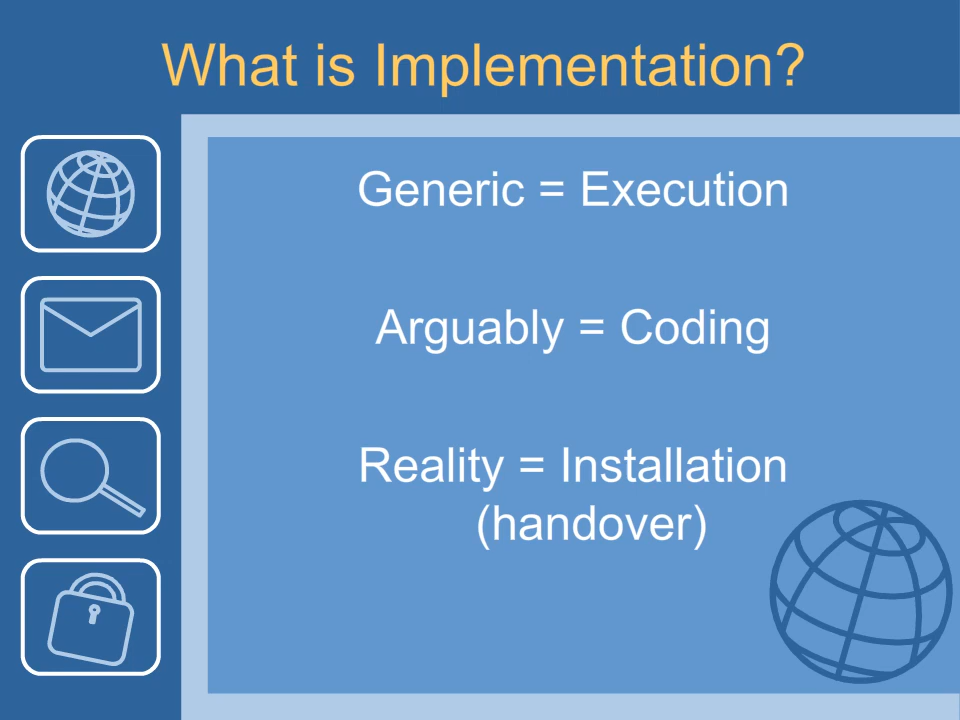 What is Implementation?
Generic = Execution
Arguably = Coding
Reality = Installation
(handover)